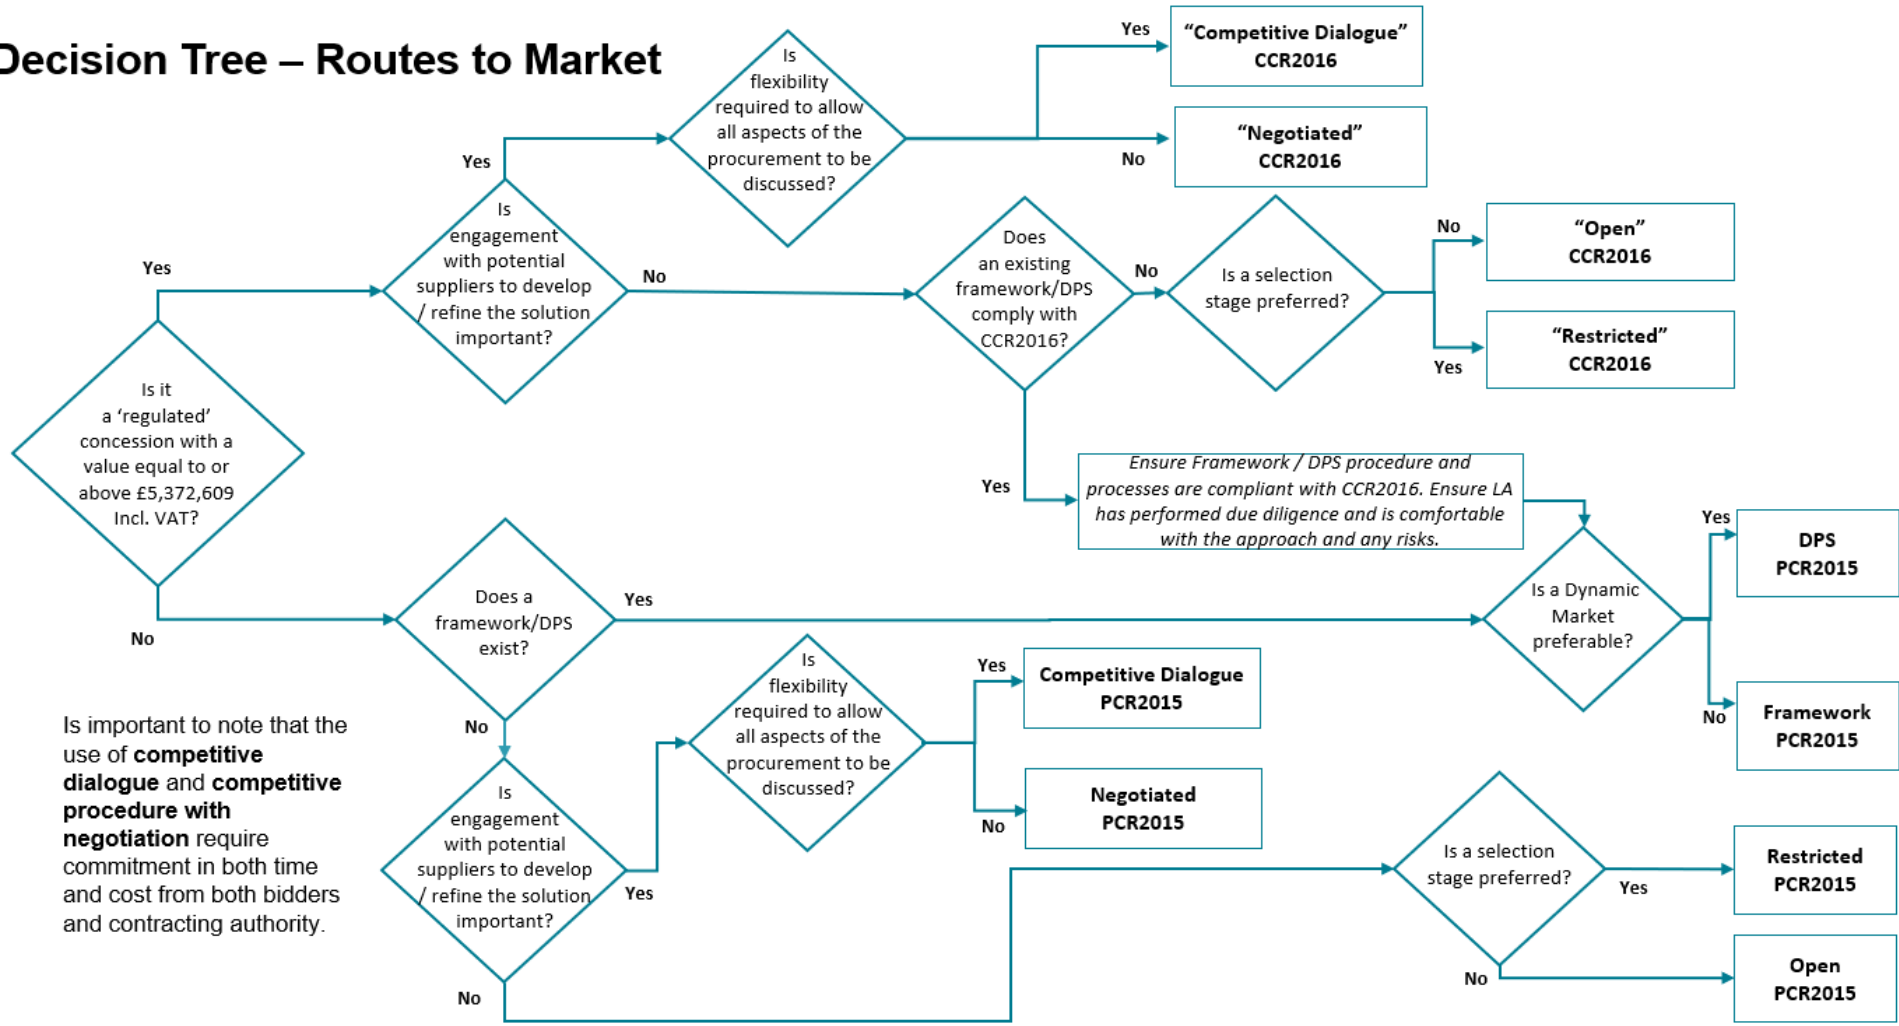 Decision Tree – Routes to Market
Is
flexibility
required to allow
all aspects of the
procurement to be
discussed?
Yes
“Competitive Dialogue”
CCR2016
No
“Negotiated”
CCR2016
Yes
Is
engagement
with potential
suppliers to develop
/ refine the solution
important?
Yes
No
Does
an existing
framework/DPS
comply with
CCR2016?
No
Is a selection
stage preferred?
No
“Open”
CCR2016
“Restricted”
CCR2016
Yes
Is it
a ‘regulated’
concession with a
value equal to or
above £5,372,609
Incl. VAT?
Yes
Ensure Framework / DPS procedure and
processes are compliant with CCR2016. Ensure LA
has performed due diligence and is comfortable
with the approach and any risks.
Is a Dynamic
Market
preferable?
Yes
DPS
PCR2015
No
Framework
PCR2015
No
Does a
framework/DPS
exist?
Yes
No
Is
engagement
with potential
suppliers to develop
/ refine the solution
important?
Yes
Is
flexibility
required to allow
all aspects of the
procurement to be
discussed?
Yes
Competitive Dialogue
PCR2015
No
Negotiated
PCR2015
No
Is a selection
stage preferred?
Yes
Restricted
PCR2015
No
Open
PCR2015
Is important to note that the
use of competitive
dialogue and competitive
procedure with
negotiation require
commitment in both time
and cost from both bidders
and contracting authority.